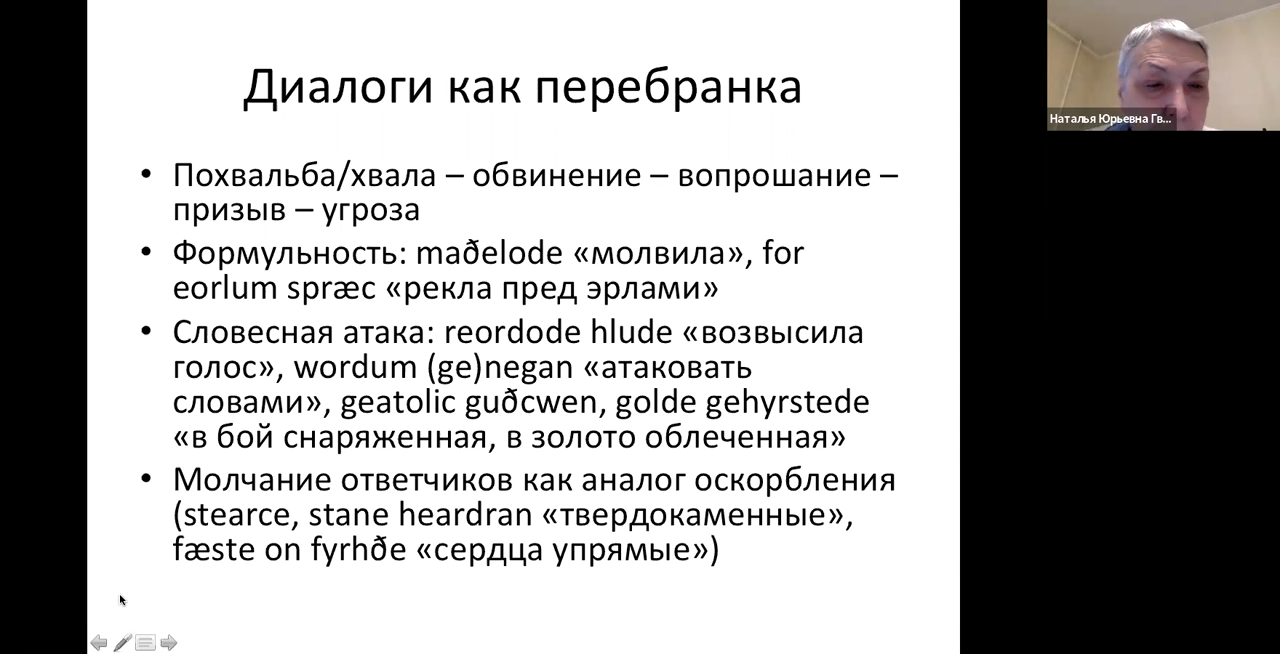 Диалоги как перебранка
Наталья Юрьевна Гв...
• Похвальба/хвала – обвинение – вопрошание –
призыв – угроза
• Формульность: maðelode «молвила», for
eorlum spræc «рекла пред эрлами»
• Словесная атака: reordode hlude «возвысила
голос», wordum (ge)negan «атаковать
словами», geatolic guðcwen, golde gehyrstede
«в бой снаряженная, в золото облеченная»
• Молчание ответчиков как аналог оскорбления
(stearce, stane heardran «твердокаменные»,
fæste on fyrhðe «сердца упрямые»)